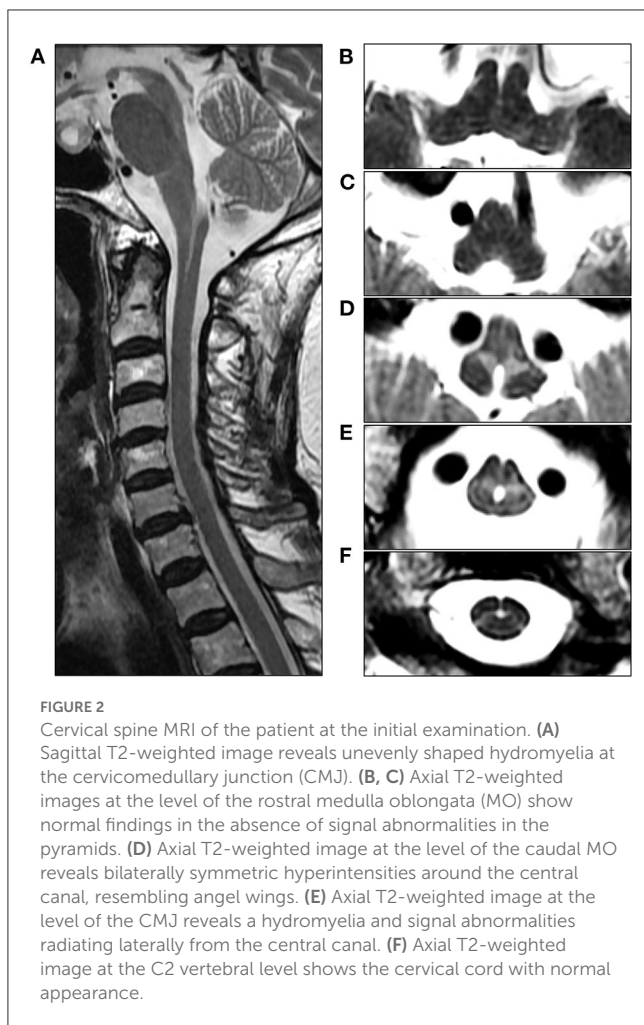 A
B
C
D
E
F
FIGURE 2
Cervical spine MRI of the patient at the initial examination. (A)
Sagittal T2-weighted image reveals unevenly shaped hydromyelia at
the cervicomedullary junction (CMJ). (B, C) Axial T2-weighted
images at the level of the rostral medulla oblongata (MO) show
normal findings in the absence of signal abnormalities in the
pyramids. (D) Axial T2-weighted image at the level of the caudal MO
reveals bilaterally symmetric hyperintensities around the central
canal, resembling angel wings. (E) Axial T2-weighted image at the
level of the CMJ reveals a hydromyelia and signal abnormalities
radiating laterally from the central canal. (F) Axial T2-weighted
image at the C2 vertebral level shows the cervical cord with normal
appearance.